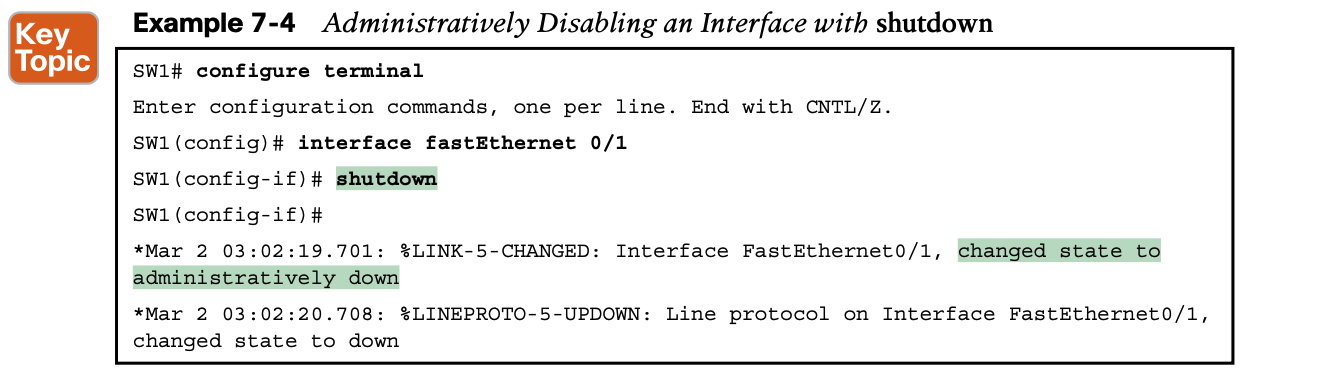 Key
Topic
Example 7-4 Administratively Disabling an Interface with shutdown
SW1# configure terminal
Enter configuration commands, one per line. End with CNTL/Z.
SW1(config)# interface fastEthernet 0/1
SW1(config-if)# shutdown
SW1(config-if)#
*Mar 2 03:02:19.701: %LINK-5-CHANGED: Interface FastEthernet0/1, changed state to
administratively down
*Mar 2 03:02:20.708: %LINEPROTO-5-UPDOWN: Line protocol on Interface FastEthernet0/1,
changed state to down